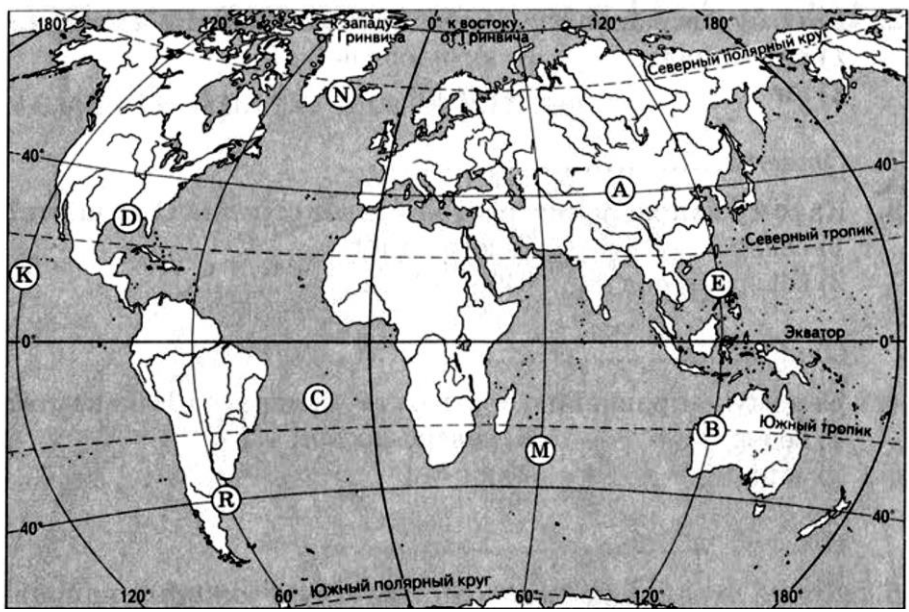 180° 120° к западу от Гринвича 0° к востоку от Гринвича 120° 180°
Северный полярный круг
N
40° A 40°
D
Северный тропик
K
E
0° Экватор 0°
C
B Южный тропик
M
R
40° 40°
120° 60° Южный полярный круг 60° 120° 180°